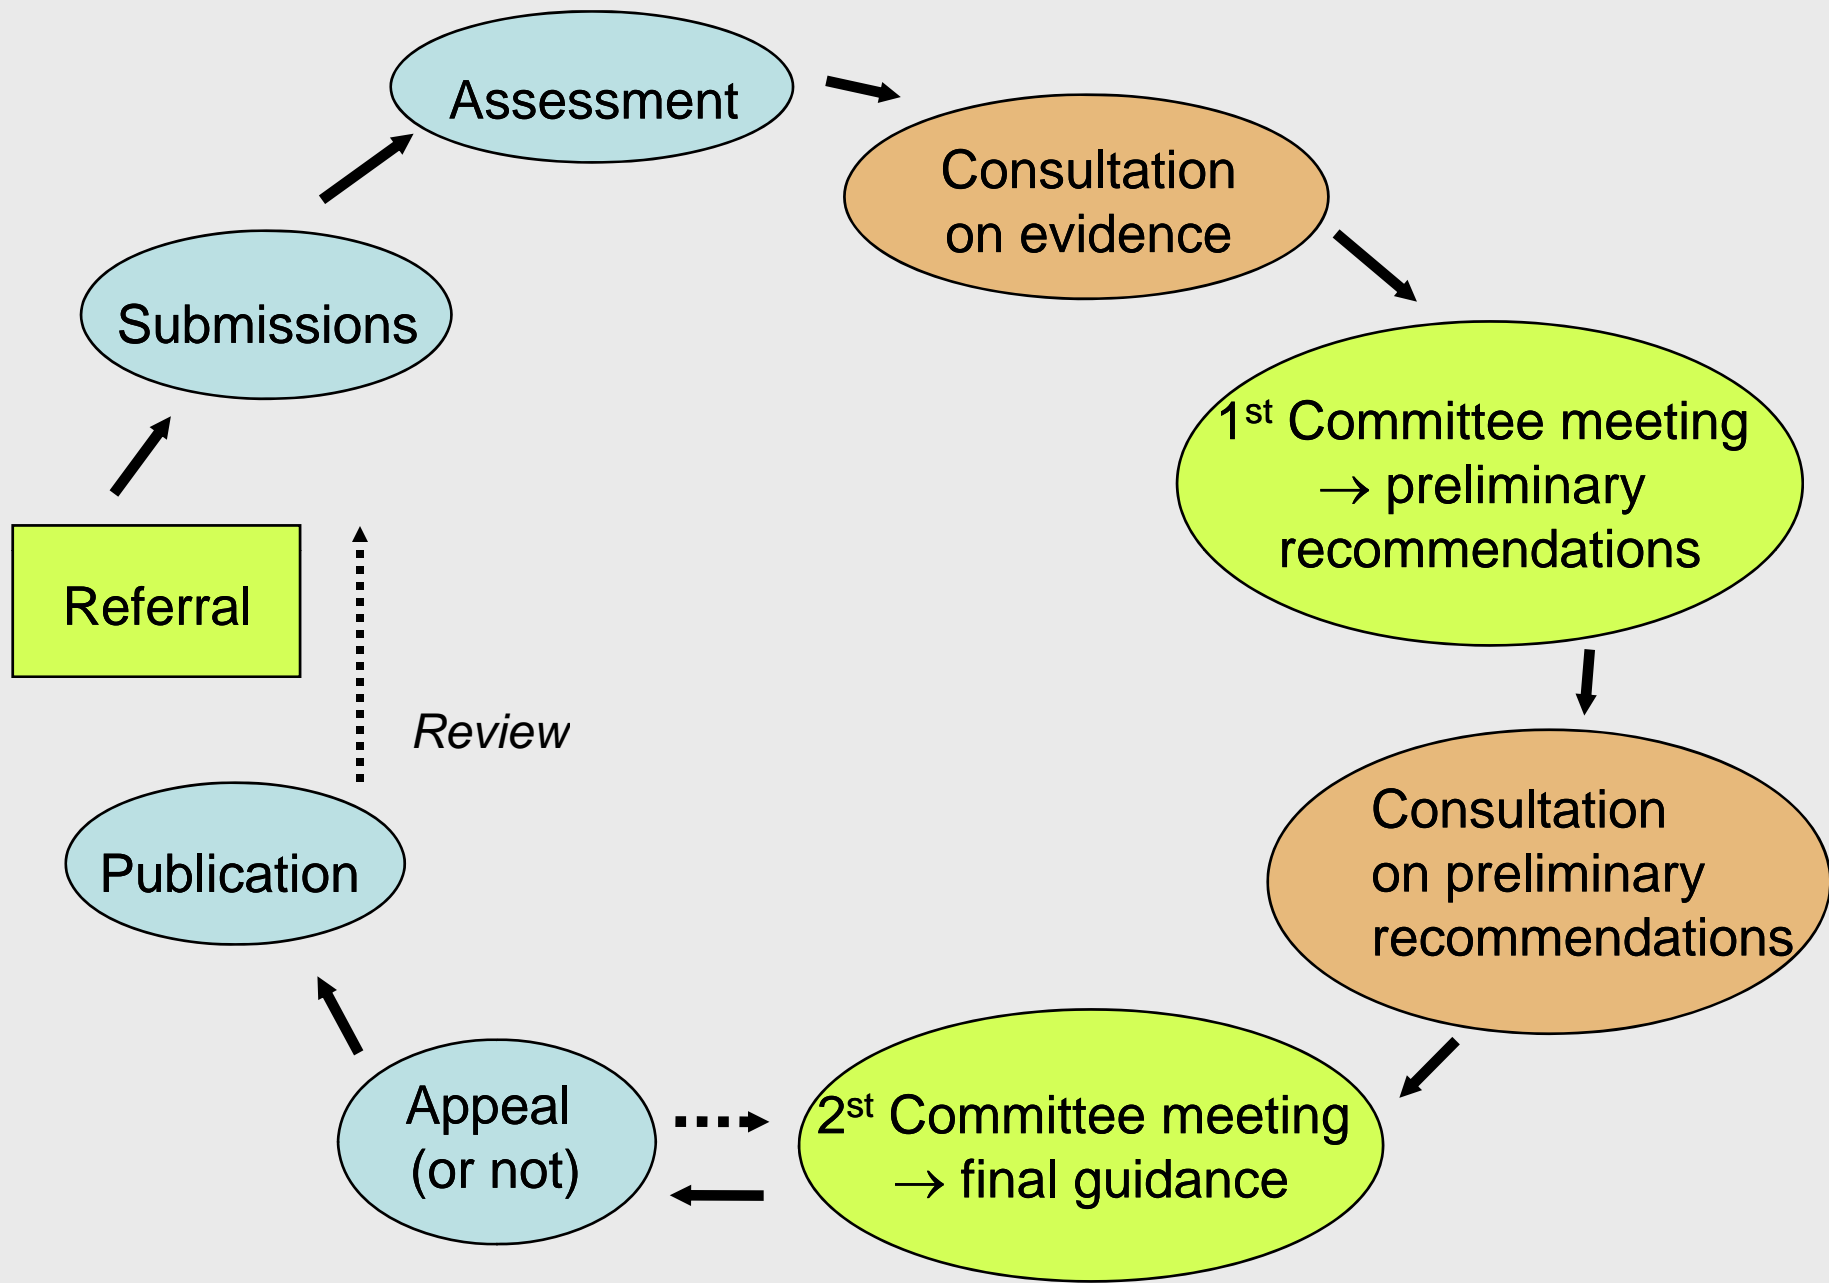 Assessment
Consultation
on evidence
Submissions
1st Committee meeting
→ preliminary
recommendations
Referral
Review
Consultation
on preliminary
recommendations
Publication
Appeal
(or not)
2st Committee meeting
→ final guidance